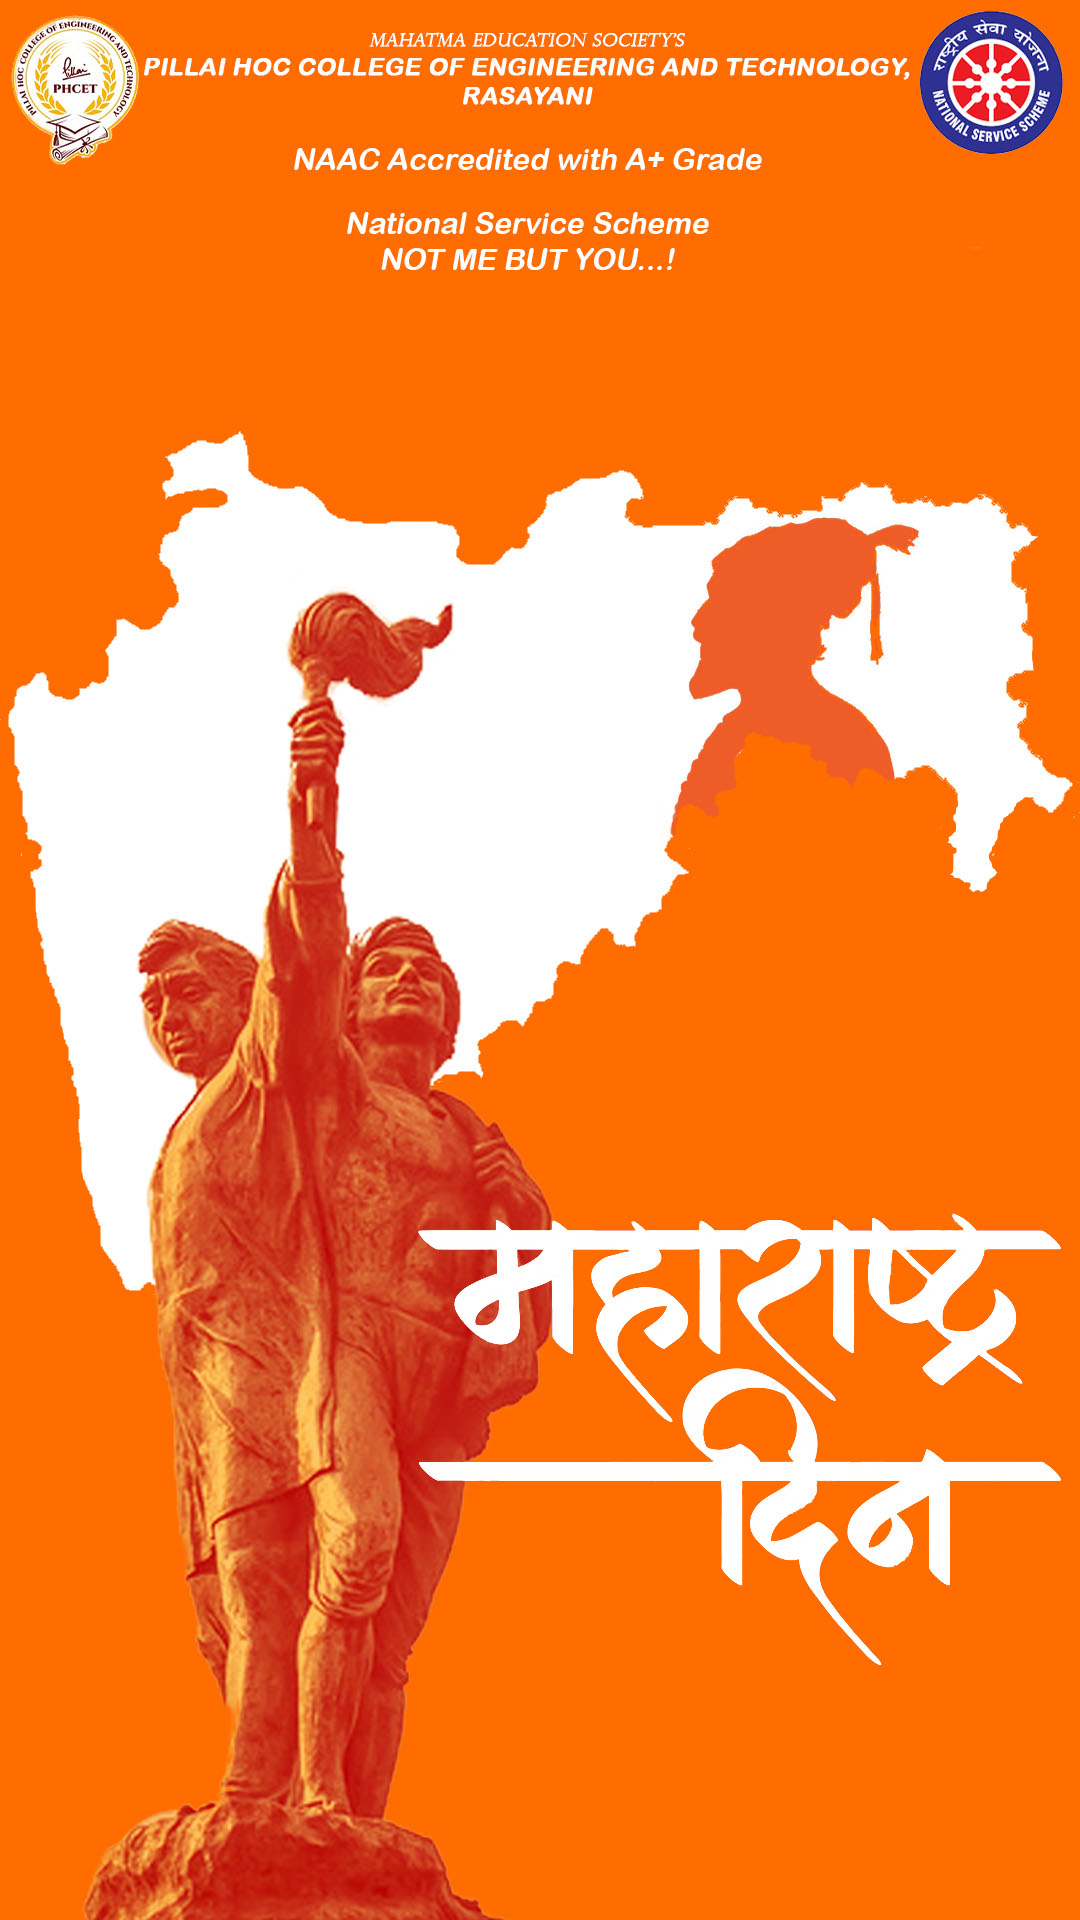 PILLAI HOC COLLEGE OF ENGINEERING AND TECHNOLOGY
Pillai
PHCET
MAHATMA EDUCATION SOCIETY'S
PILLAI HOC COLLEGE OF ENGINEERING AND TECHNOLOGY,
RASAYANI
राष्ट्रीय सेवा योजना
NATIONAL SERVICE SCHEME
NAAC Accredited with A+ Grade
National Service Scheme
NOT ME BUT YOU...!
महाराष्ट्र
दिन